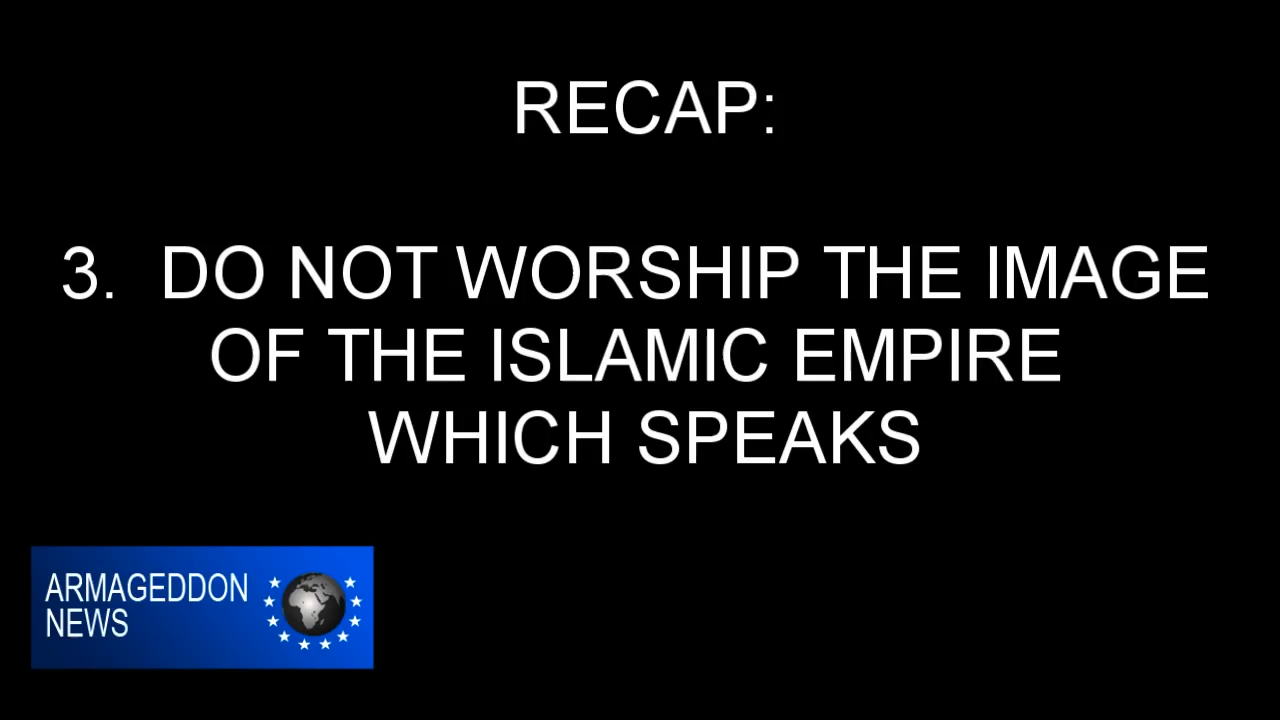 RECAP:
3. DO NOT WORSHIP THE IMAGE
OF THE ISLAMIC EMPIRE
WHICH SPEAKS
ARMAGEDDON
NEWS